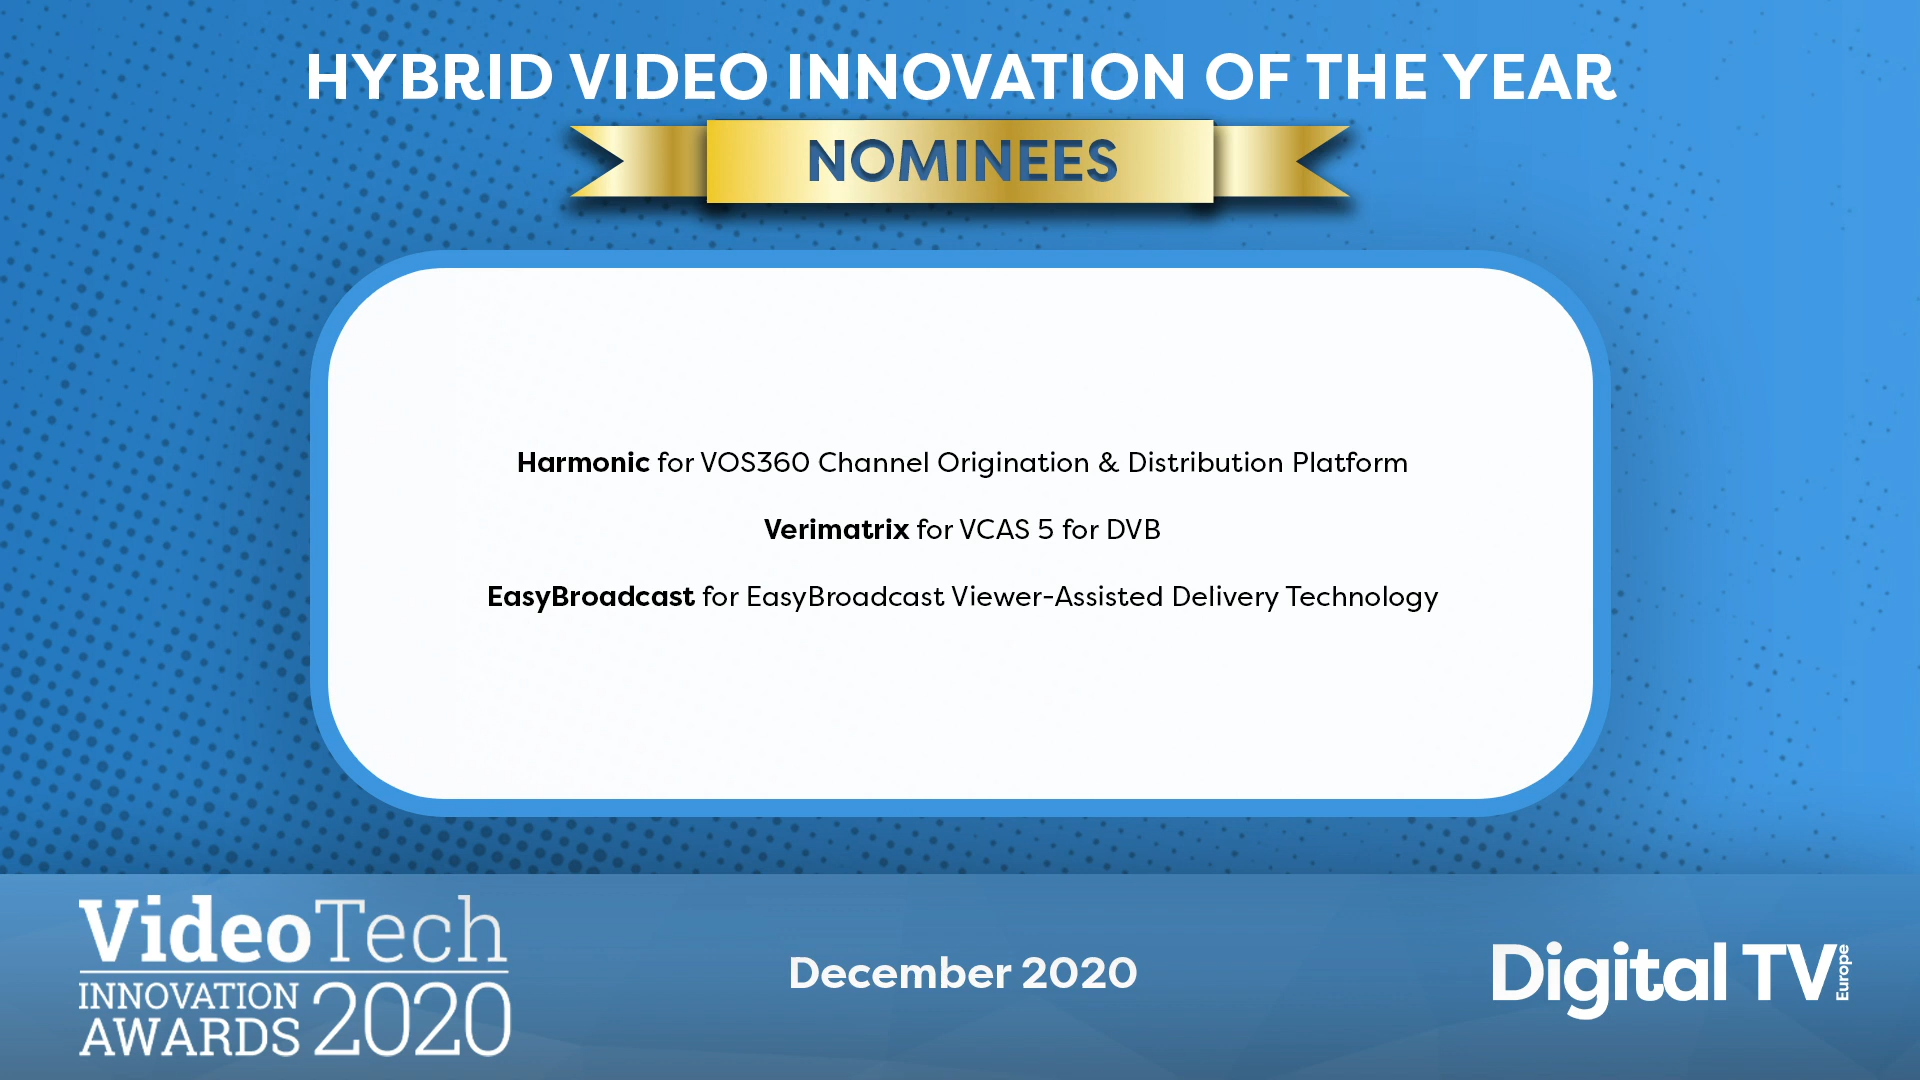 HYBRID VIDEO INNOVATION OF THE YEAR
NOMINEES
Harmonic for VOS360 Channel Origination & Distribution Platform
Verimatrix for VCAS 5 for DVB
EasyBroadcast for EasyBroadcast Viewer-Assisted Delivery Technology
VideoTech
INNOVATION
AWARDS 2020
December 2020
Digital TV Europe